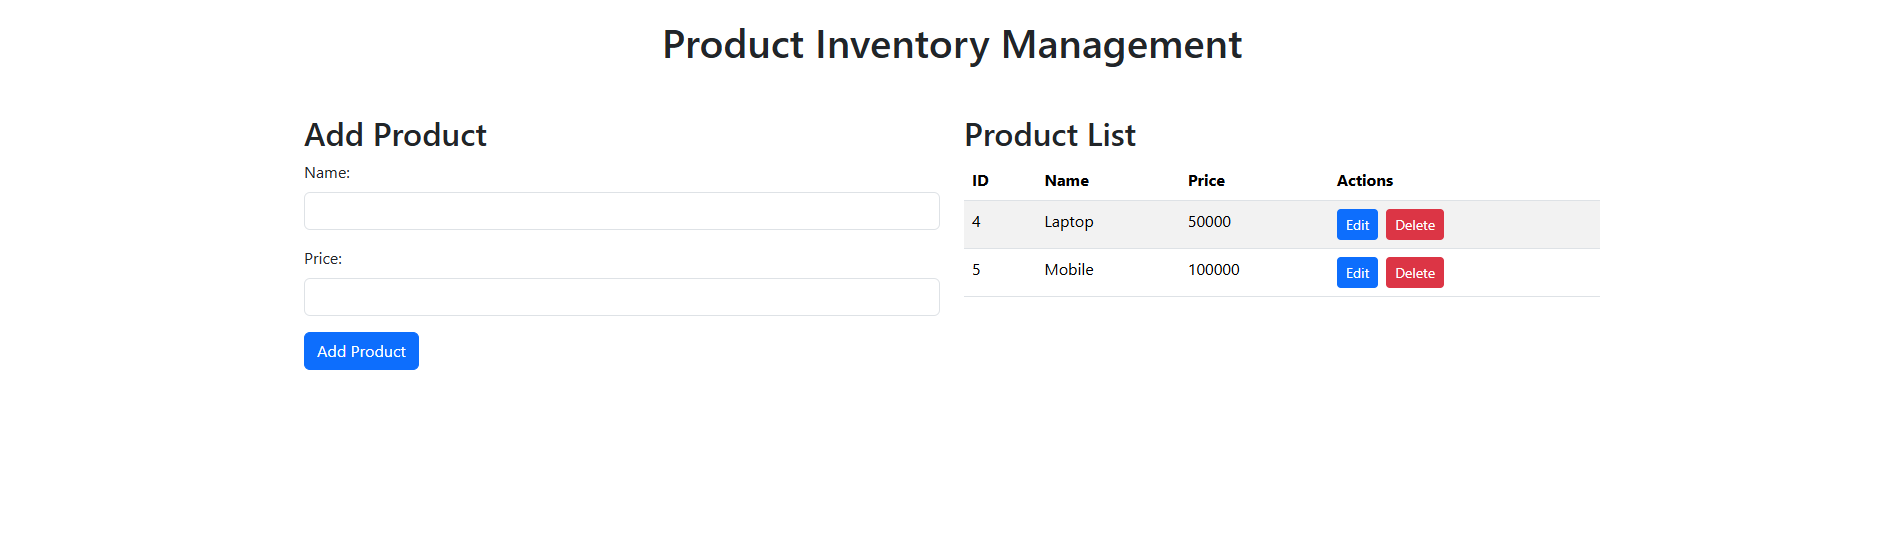 Product Inventory Management
Add Product
Name:
Price:
Add Product
Product List
ID Name Price Actions
4 Laptop 50000 Edit Delete
5 Mobile 100000 Edit Delete